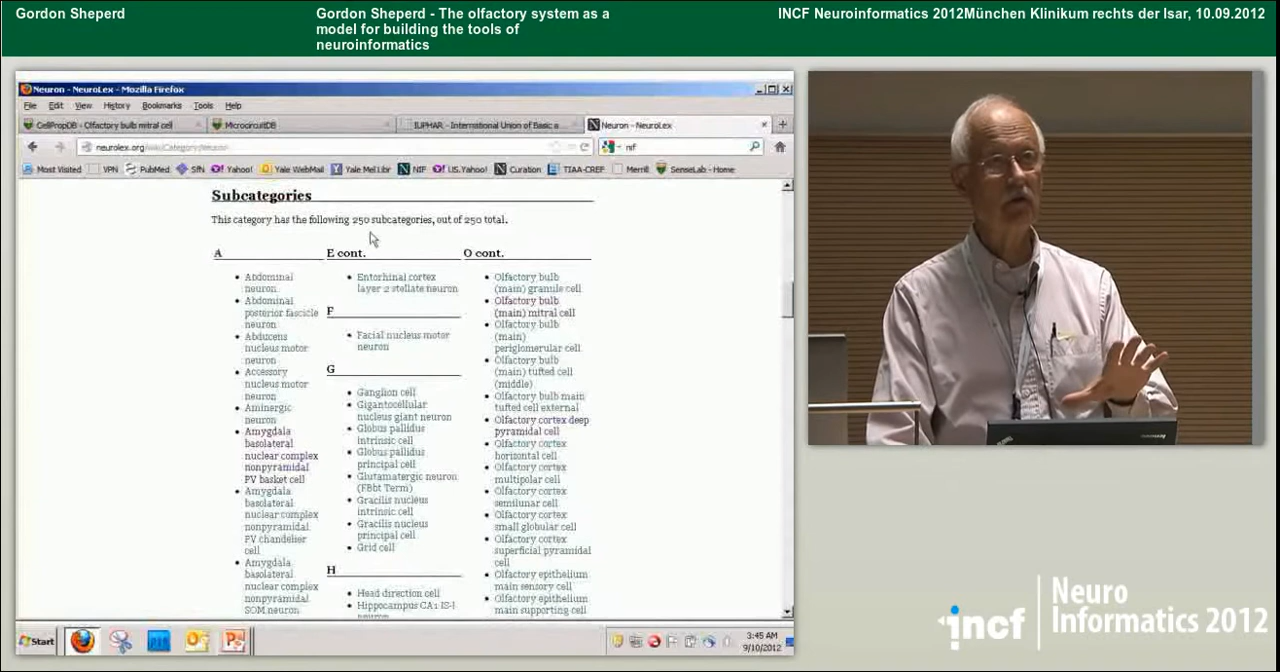 Gordon Sheperd
Gordon Sheperd - The olfactory system as a
model for building the tools of
neuroinformatics
INCF Neuroinformatics 2012München Klinikum rechts der Isar, 10.09.2012
Neuron - NeuroLex - Mozilla Firefox
File Edit View History Bookmarks Tools Help
CellPropDB - Olfactory bulb mitral cell
MicrocircuitDB
IUPHAR - International Union of Basic a...
Neuron - NeuroLex
neurolex.org/wiki/Category:Neuron
nif
Most Visited VPN PubMed SfN Yahoo! Yale WebMail Yale Mel.Libr NIF US.Yahoo! Curation TIAA-CREF Merrill SenseLab - Home
Subcategories
This category has the following 250 subcategories, out of 250 total.
A
Abdominal
neuron
Abdominal
posterior fascicle
neuron
Abducens
nucleus motor
neuron
Accessory
nucleus motor
neuron
Aminergic
neuron
Amygdala
basolateral
nuclear complex
nonpyramidal
PV basket cell
Amygdala
basolateral
nuclear complex
nonpyramidal
PV chandelier
cell
Amygdala
basolateral
nuclear complex
nonpyramidal
SOM neuron
E cont.
Entorhinal cortex
layer 2 stellate neuron
F
Facial nucleus motor
neuron
G
Ganglion cell
Gigantocellular
nucleus giant neuron
Globus pallidus
intrinsic cell
Globus pallidus
principal cell
Glutamatergic neuron
(FBbt Term)
Gracilis nucleus
intrinsic cell
Gracilis nucleus
principal cell
Grid cell
H
Head direction cell
Hippocampus CA1 IS-I
neuron
O cont.
Olfactory bulb
(main) granule cell
Olfactory bulb
(main) mitral cell
Olfactory bulb
(main)
periglomerular cell
Olfactory bulb
(main) tufted cell
(middle)
Olfactory bulb main
tufted cell external
Olfactory cortex deep
pyramidal cell
Olfactory cortex
horizontal cell
Olfactory cortex
multipolar cell
Olfactory cortex
semilunar cell
Olfactory cortex
small globular cell
Olfactory cortex
superficial pyramidal
cell
Olfactory epithelium
main sensory cell
Olfactory epithelium
main supporting cell
Start
3:45 AM
9/10/2012
incf
Neuro
Informatics 2012